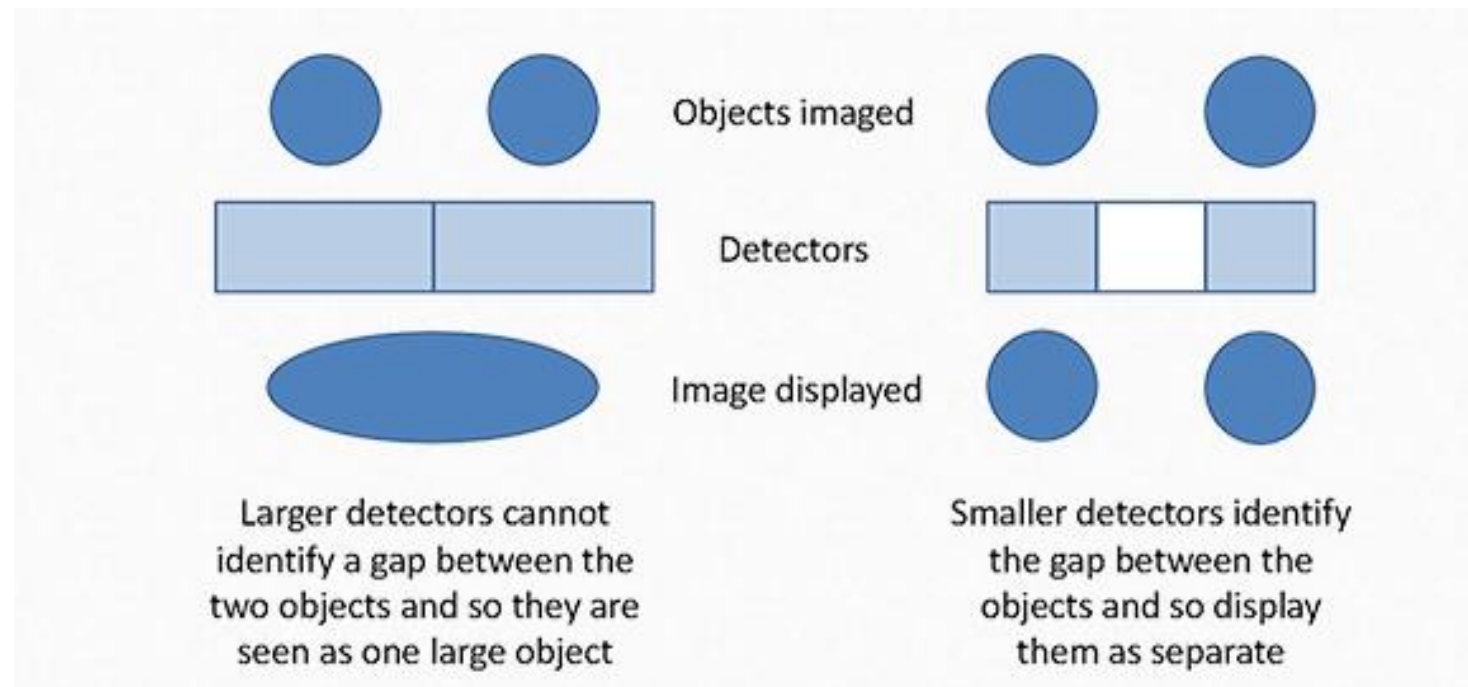 Objects imaged
Detectors
Image displayed
Larger detectors cannot
identify a gap between the
two objects and so they are
seen as one large object
Smaller detectors identify
the gap between the
objects and so display
them as separate